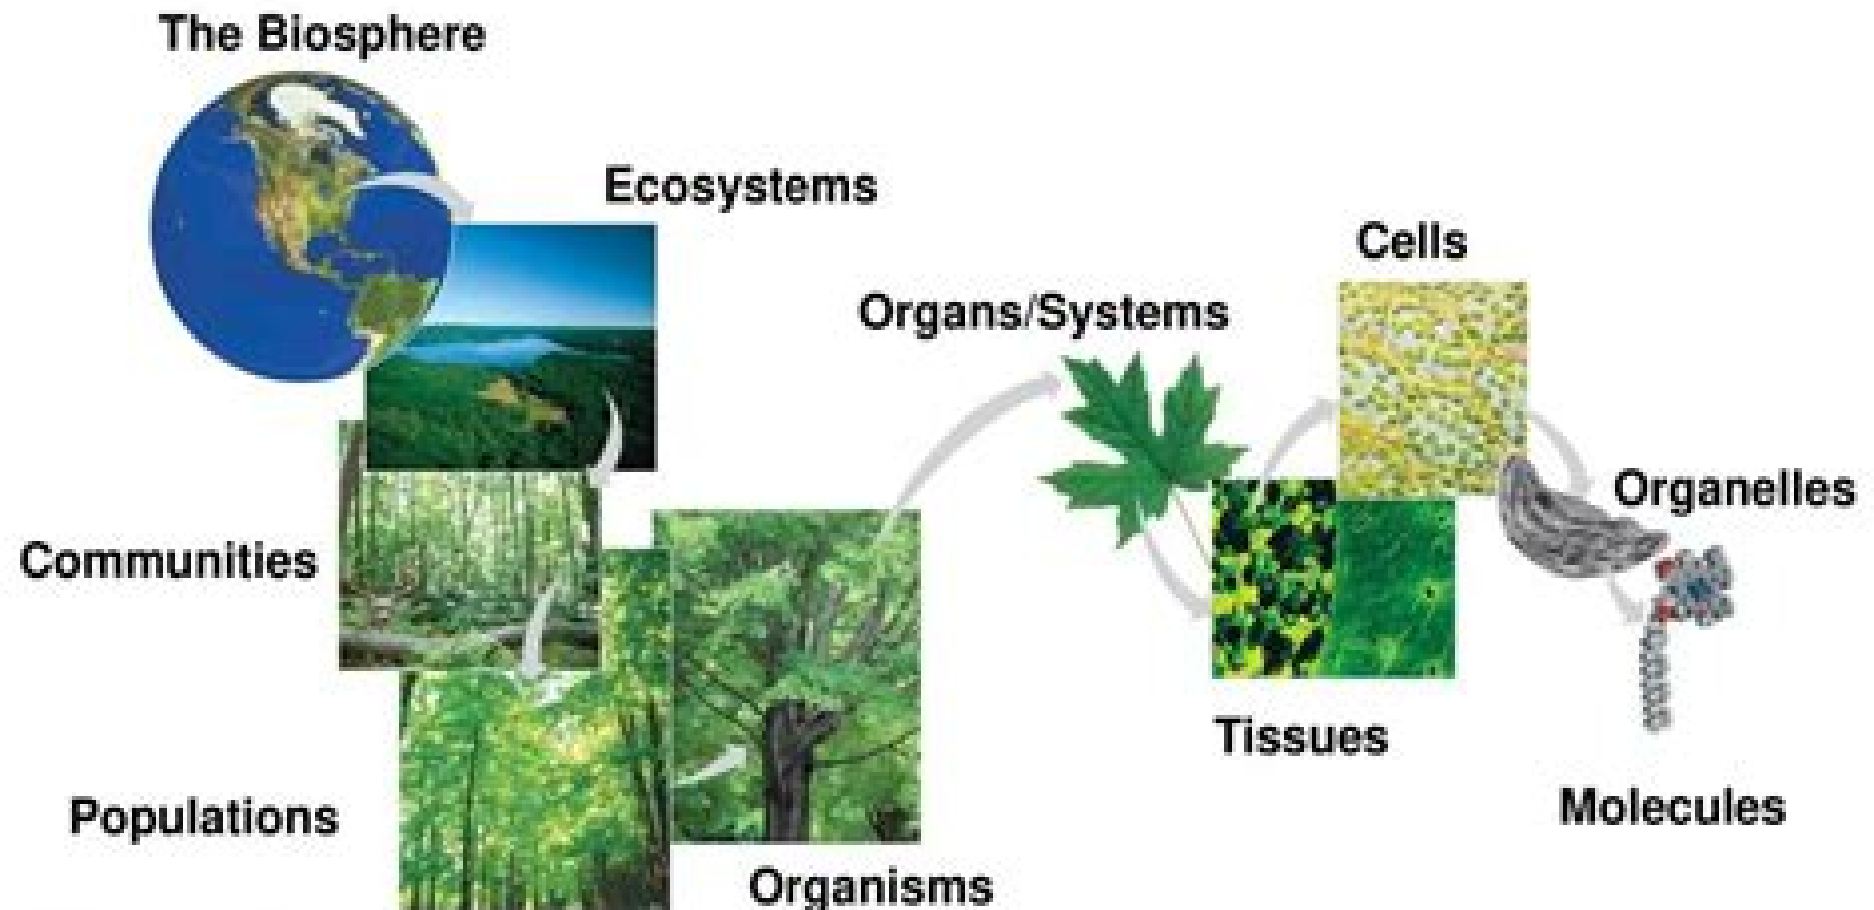 The Biosphere
Ecosystems
Cells
Organs/Systems
Organelles
Communities
Tissues
Molecules
Populations
Organisms